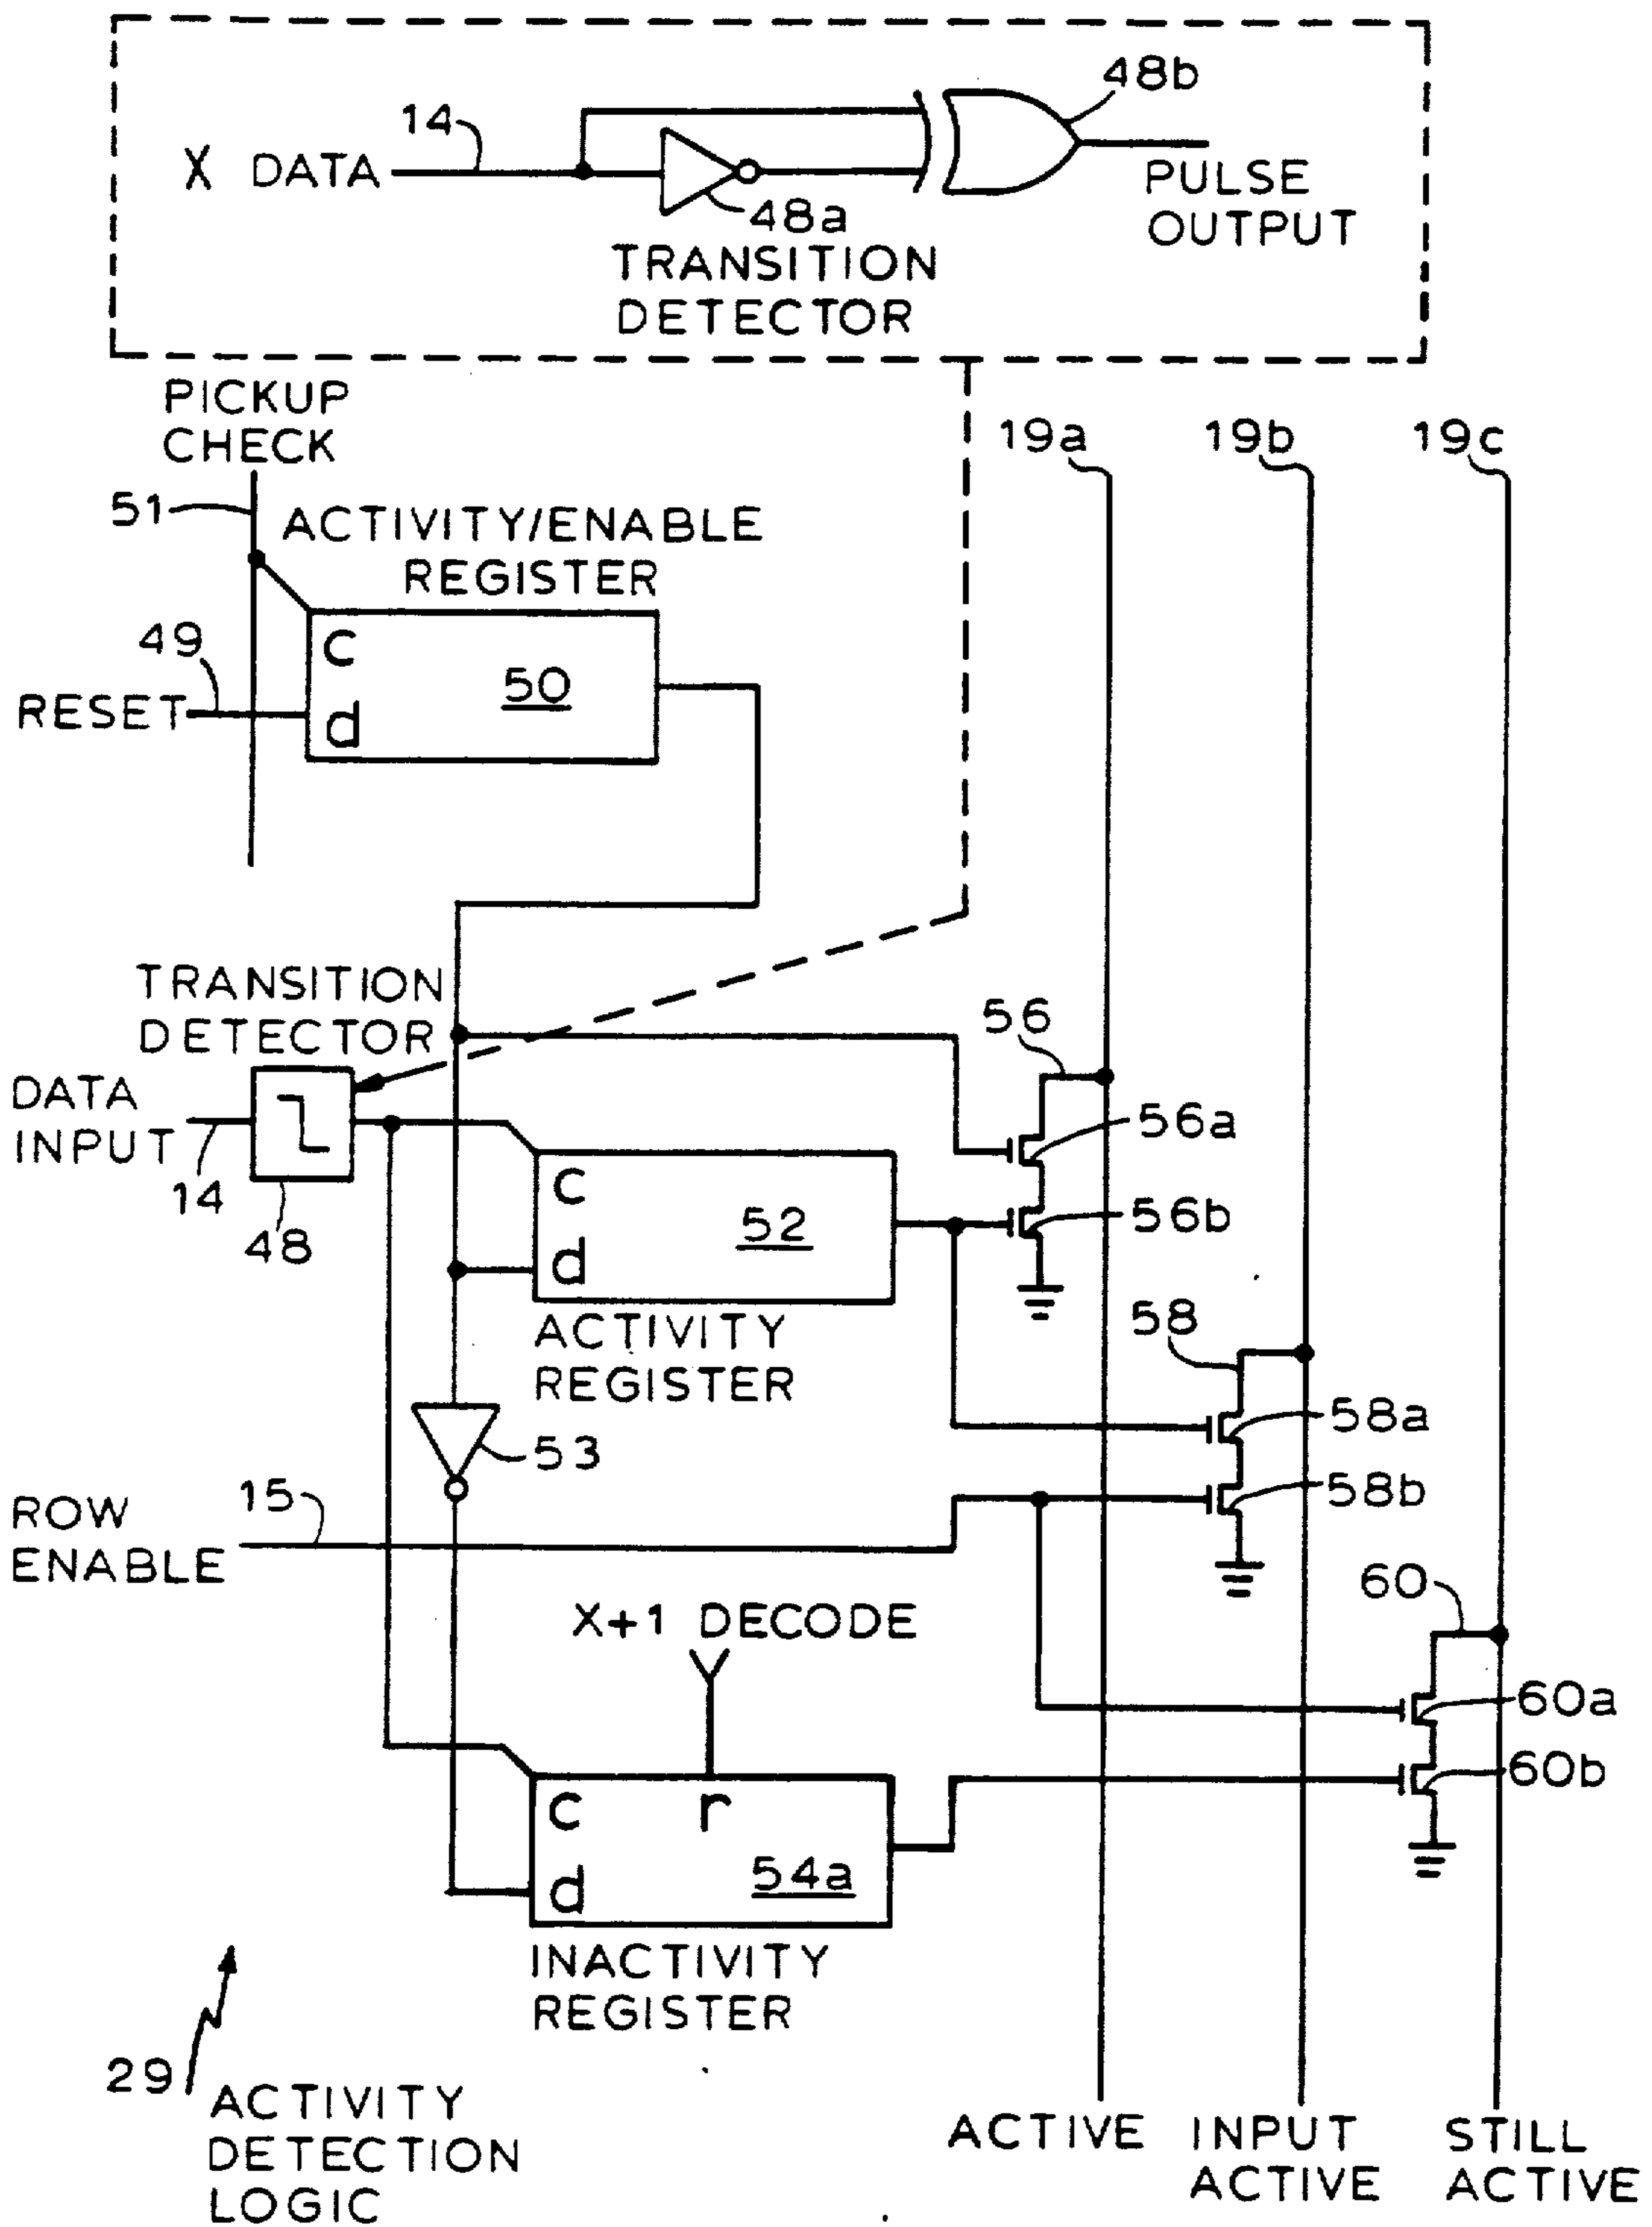 48b
14
X DATA
48a
PULSE
OUTPUT
TRANSITION
DETECTOR
PICKUP
CHECK
19a
19b
19c
51
ACTIVITY/ENABLE
REGISTER
49
c
50
RESET
d
TRANSITION
DETECTOR
56
DATA
INPUT
56a
14
c
52
56b
48
d
58
ACTIVITY
REGISTER
58a
53
15
58b
ROW
ENABLE
60
X+1 DECODE
60a
60b
c
r
54a
d
INACTIVITY
REGISTER
29
ACTIVITY
DETECTION
LOGIC
ACTIVE
INPUT
ACTIVE
STILL
ACTIVE